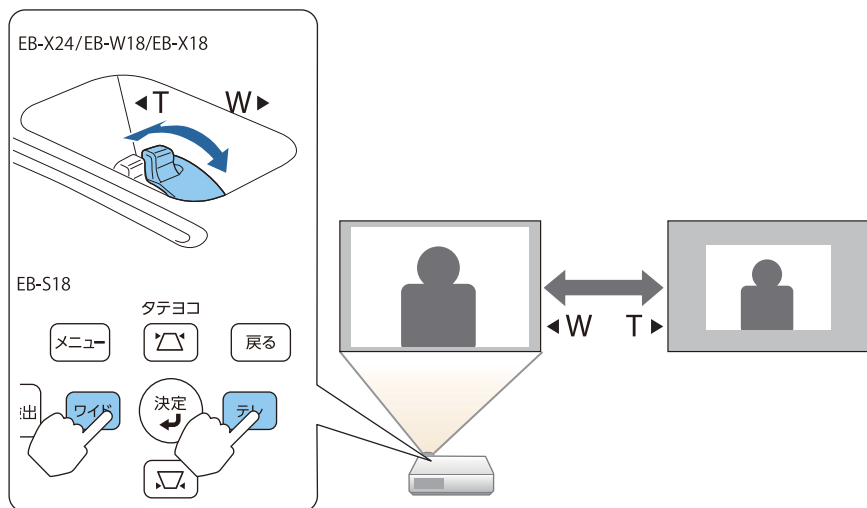 EB-X24/EB-W18/EB-X18
◀T W▶
EB-S18
タテヨコ
メニュー
戻る
出
ワイド
決定
テレ
◀W T▶